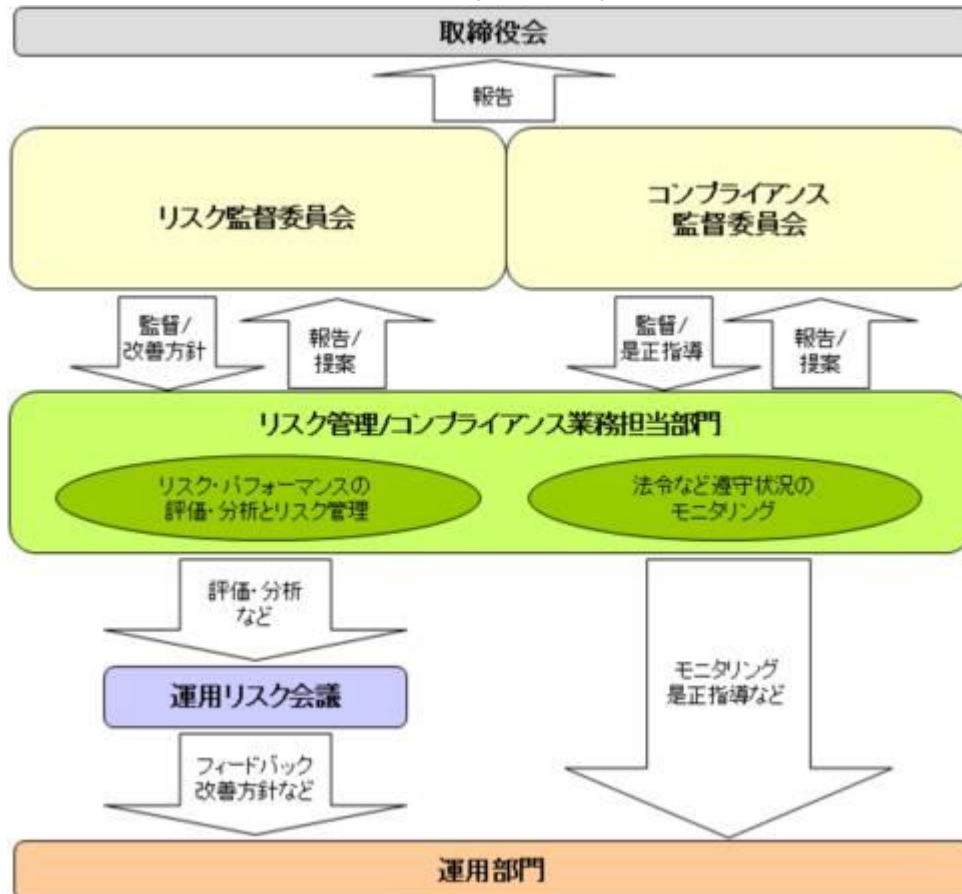 取締役会
報告
リスク監督委員会
コンプライアンス
監督委員会
監督/
改善方針
報告/
提案
監督/
是正指導
報告/
提案
リスク管理/コンプライアンス業務担当部門
リスク・パフォーマンスの
評価・分析とリスク管理
法令など遵守状況の
モニタリング
評価・分析
など
運用リスク会議
モニタリング
是正指導など
フィードバック
改善方針など
運用部門